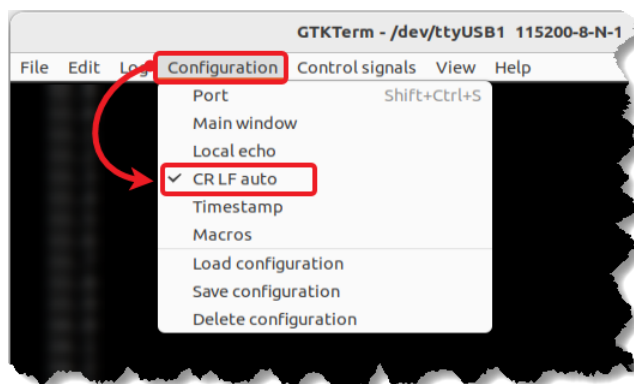 GTKTerm - /dev/ttyUSB1 115200-8-N-1
File Edit Log Configuration Control signals View Help
Port Shift+Ctrl+S
Main window
Local echo
CR LF auto
Timestamp
Macros
Load configuration
Save configuration
Delete configuration